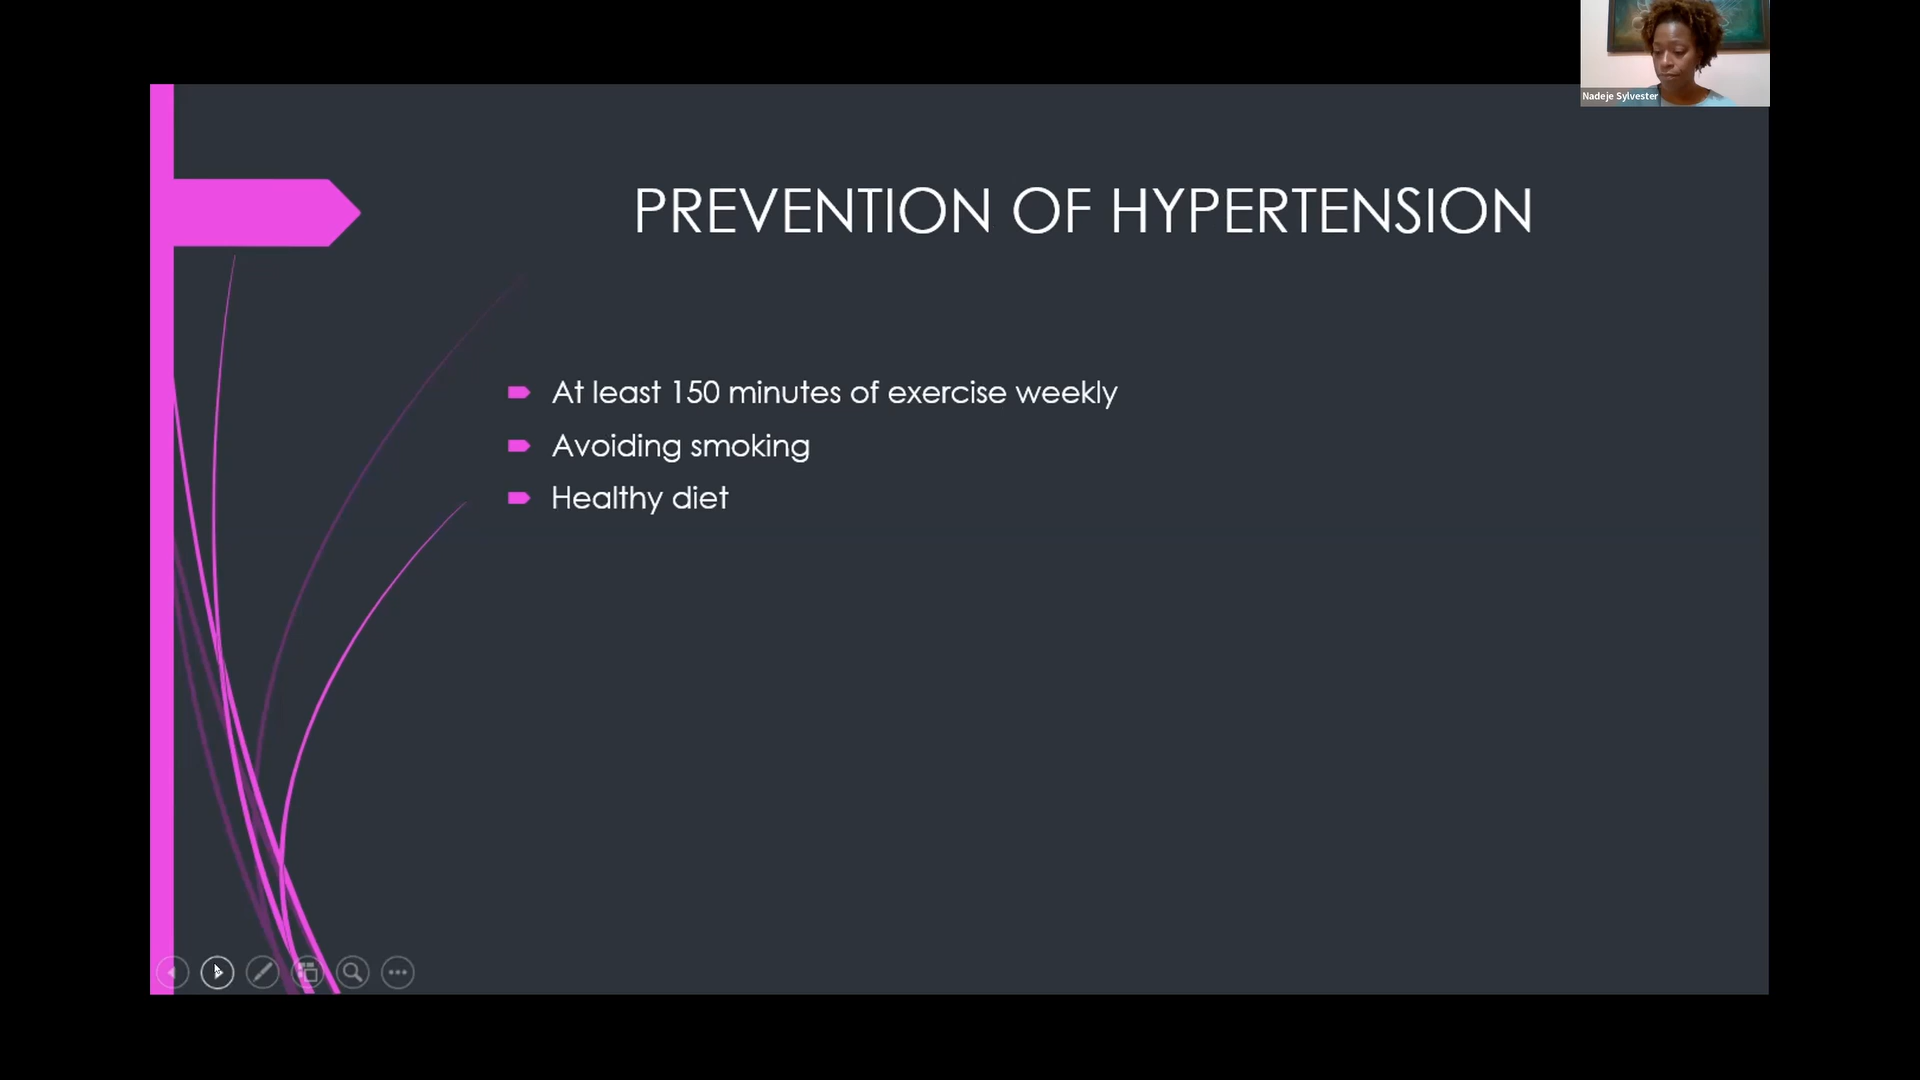 Nadeje Sylvester
PREVENTION OF HYPERTENSION
At least 150 minutes of exercise weekly
Avoiding smoking
Healthy diet